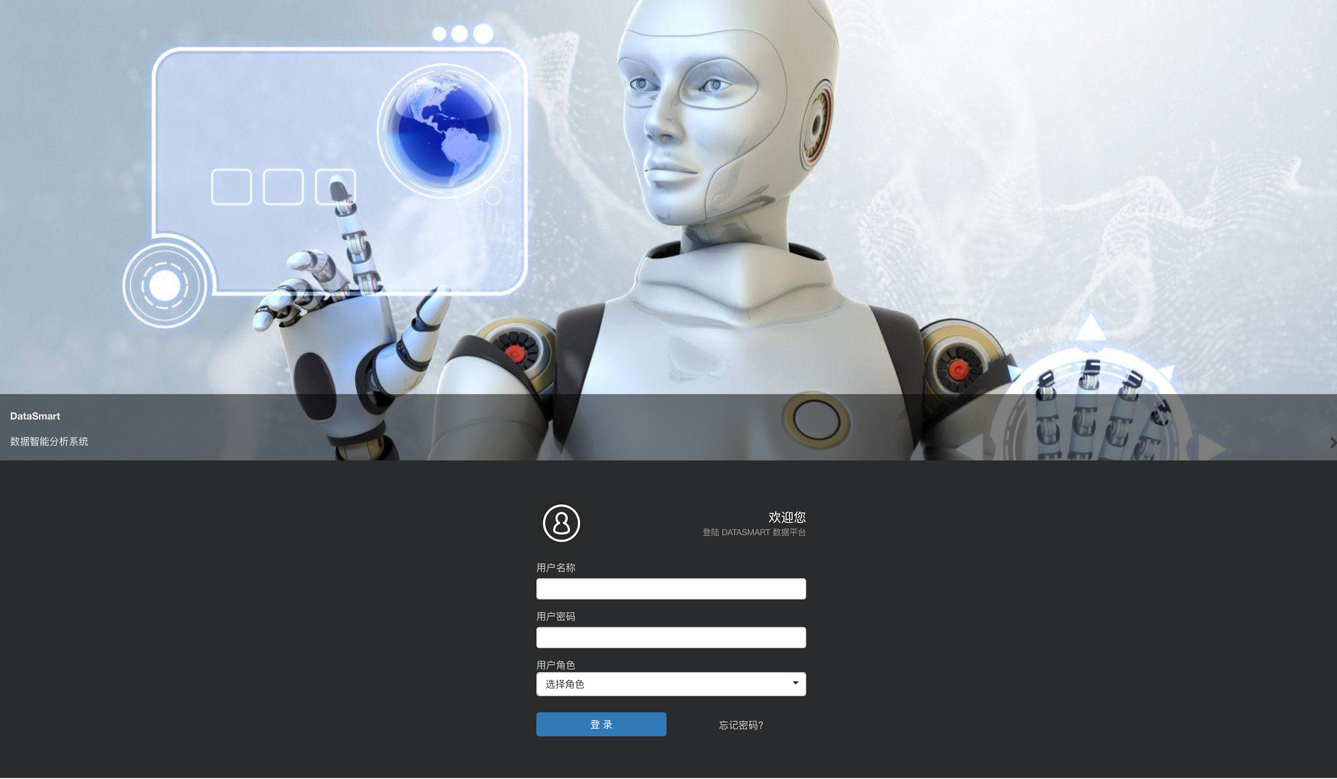 DataSmart
数据智能分析系统
欢迎您
登陆 DATASMART 数据平台
用户名称
用户密码
用户角色
选择角色
登 录
忘记密码?